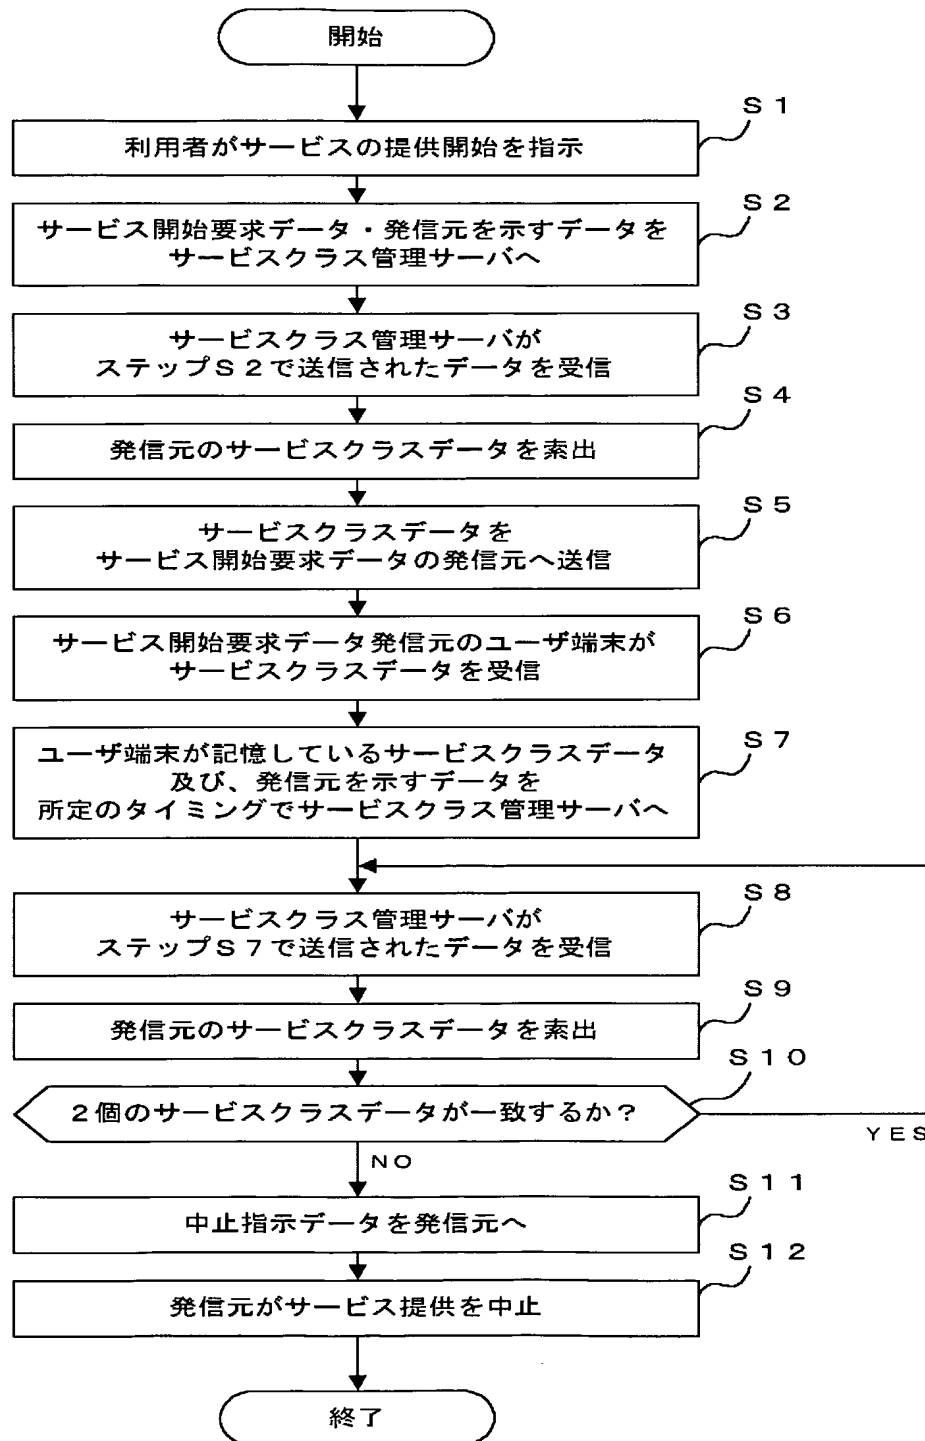 開始
S1
利用者がサービスの提供開始を指示
S2
サービス開始要求データ・発信元を示すデータを
サービスクラス管理サーバへ
S3
サービスクラス管理サーバが
ステップS2で送信されたデータを受信
S4
発信元のサービスクラスデータを索出
S5
サービスクラスデータを
サービス開始要求データの発信元へ送信
S6
サービス開始要求データ発信元のユーザ端末が
サービスクラスデータを受信
S7
ユーザ端末が記憶しているサービスクラスデータ
及び、発信元を示すデータを
所定のタイミングでサービスクラス管理サーバへ
S8
サービスクラス管理サーバが
ステップS7で送信されたデータを受信
S9
発信元のサービスクラスデータを索出
S10
2個のサービスクラスデータが一致するか？
YES
NO
S11
中止指示データを発信元へ
S12
発信元がサービス提供を中止
終了